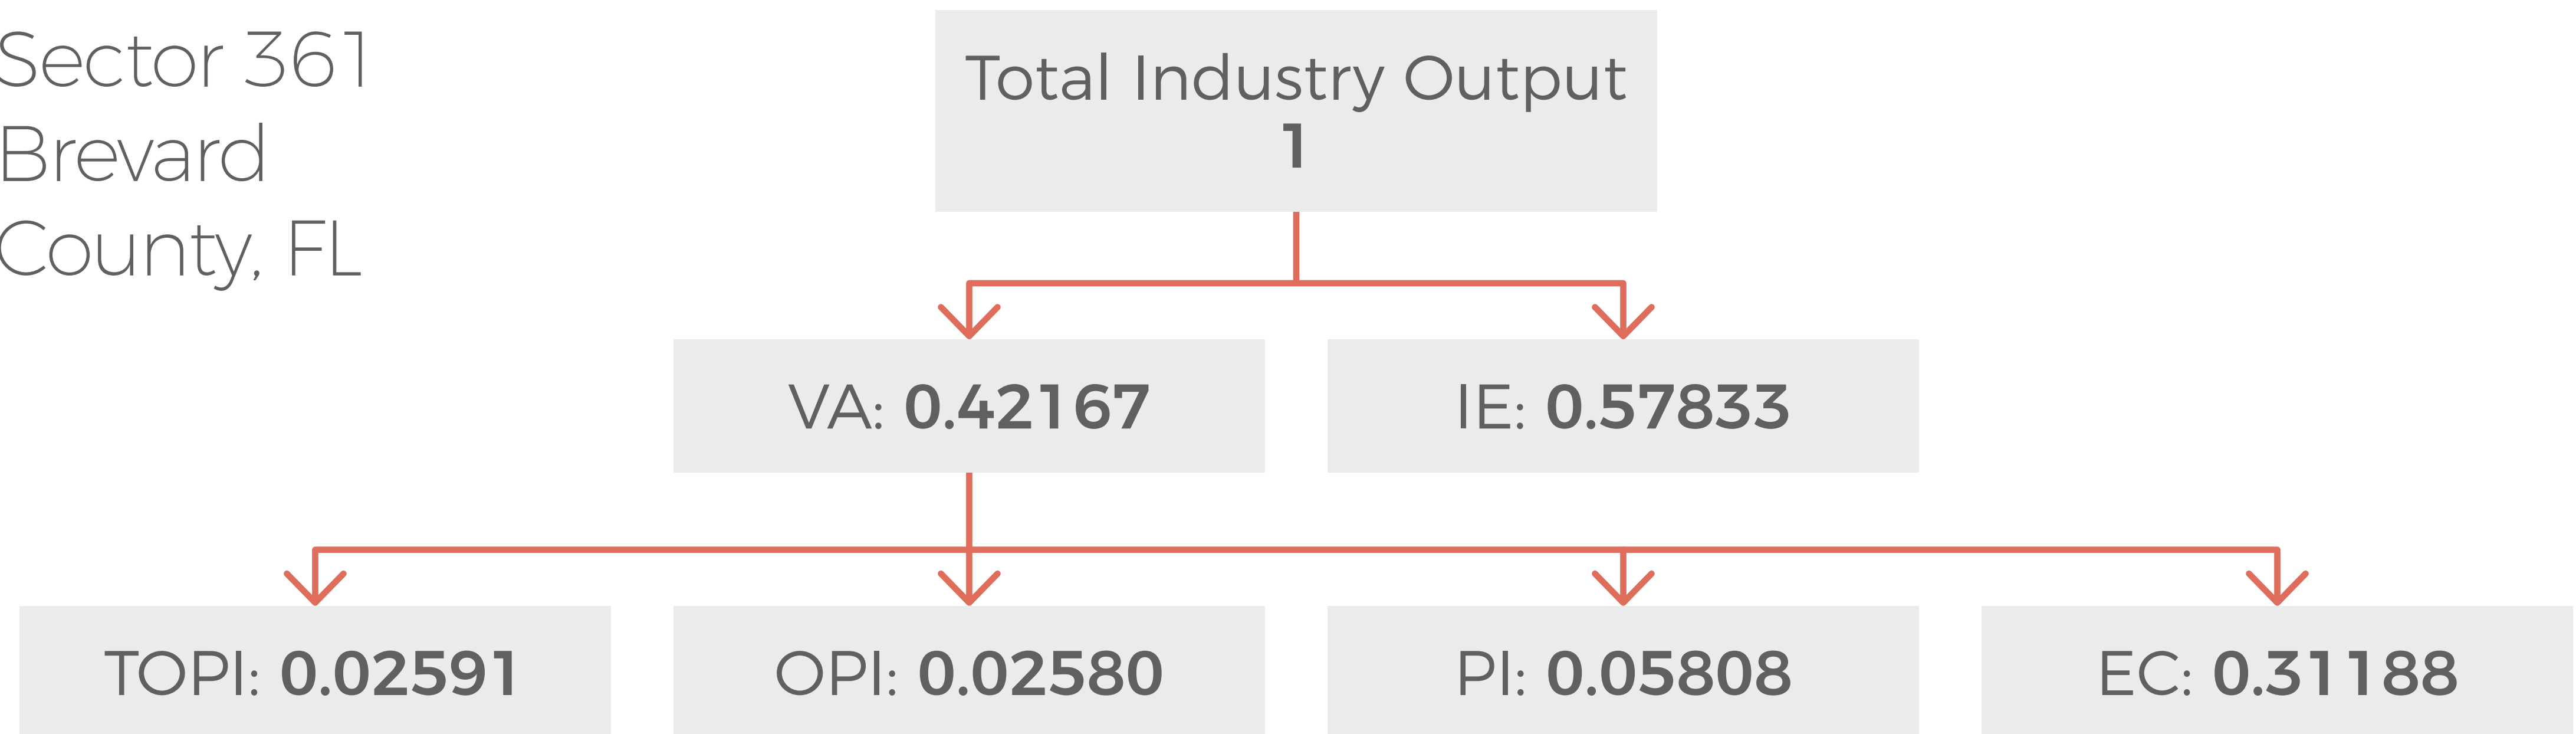 Sector 361
Brevard
County, FL
Total Industry Output
1
VA: 0.42167
IE: 0.57833
TOPI: 0.02591
OPI: 0.02580
PI: 0.05808
EC: 0.31188